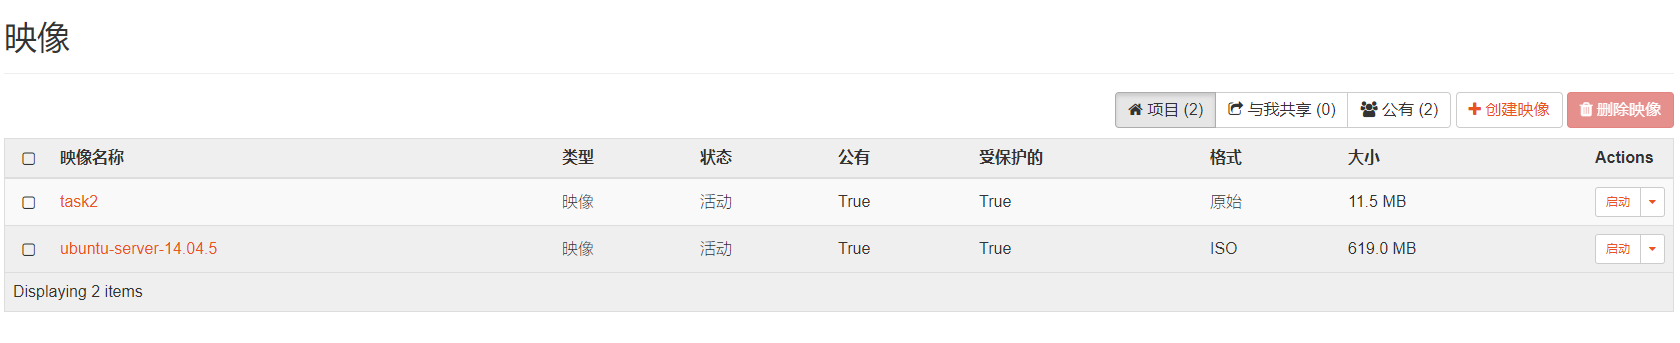 映像
项目 (2) 与我共享 (0) 公有 (2) 创建映像 删除映像
映像名称 类型 状态 公有 受保护的 格式 大小 Actions
task2 映像 活动 True True 原始 11.5 MB 启动
ubuntu-server-14.04.5 映像 活动 True True ISO 619.0 MB 启动
Displaying 2 items